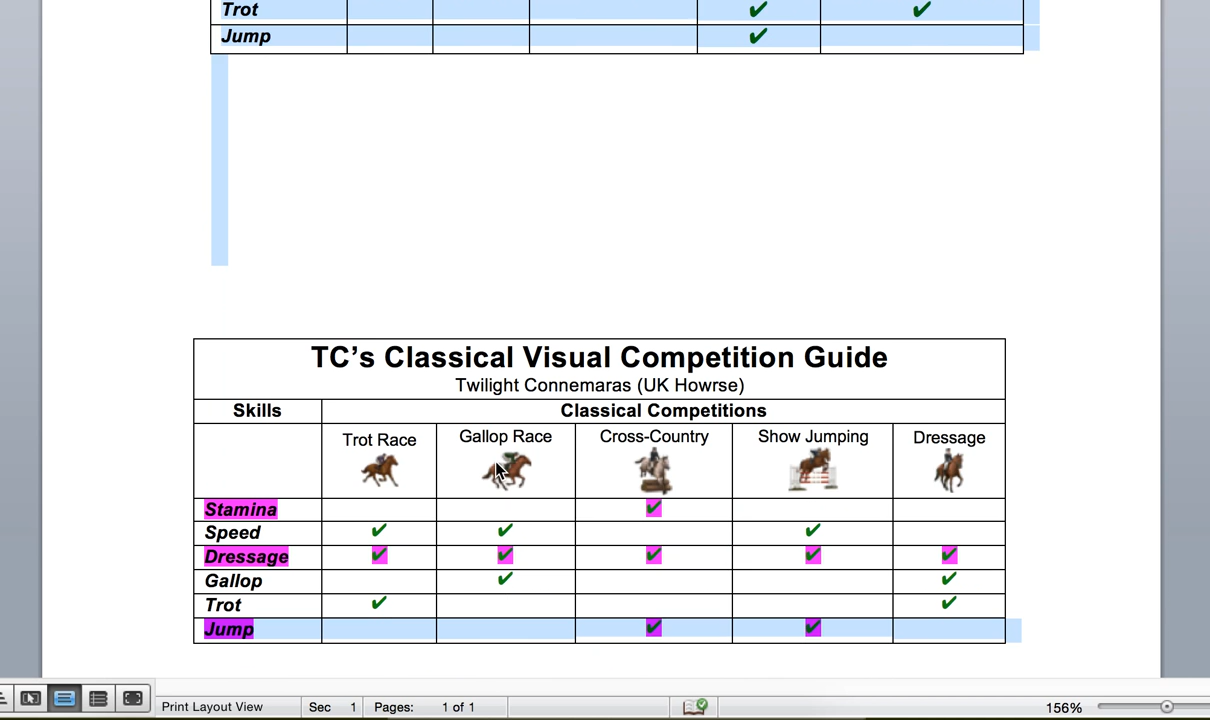 Trot ✔ ✔
Jump ✔
TC’s Classical Visual Competition Guide
Twilight Connemaras (UK Howrse)
Skills Classical Competitions
Trot Race Gallop Race Cross-Country Show Jumping Dressage
Stamina ✔
Speed ✔ ✔ ✔
Dressage ✔ ✔ ✔ ✔ ✔
Gallop ✔ ✔
Trot ✔ ✔
Jump ✔ ✔
Print Layout View Sec 1 Pages: 1 of 1 156%